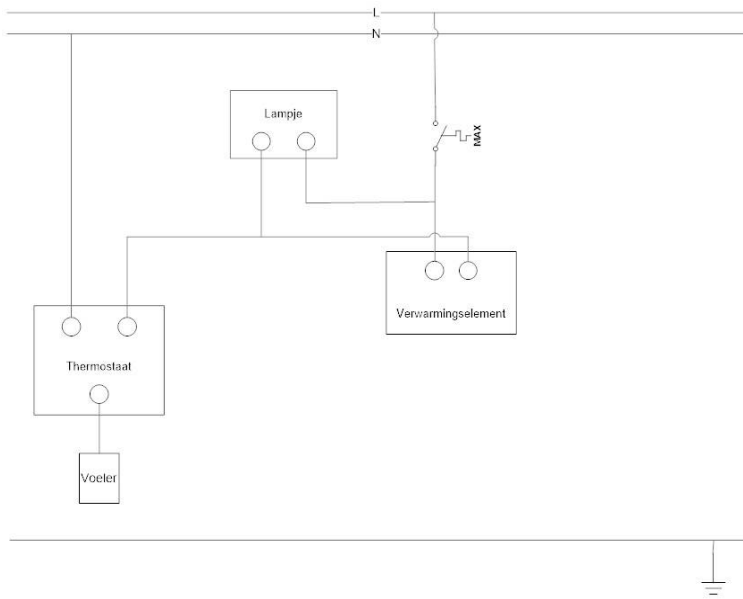 L
N
Lampje
MAX
Verwarmingselement
Thermostaat
Voeler